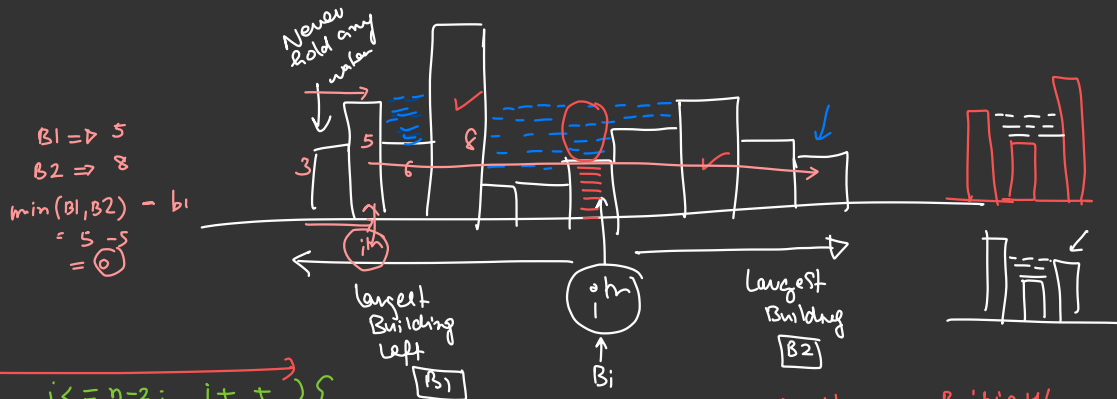 Never
hold any
water
B1 => 5
B2 => 8
min(B1,B2) - bi
= 5 - 5
= 0
3
5
6
8
ith
ith
Largest
Building
Left
B1
Largest
Building
B2
Bi
i<=n-2; i++){